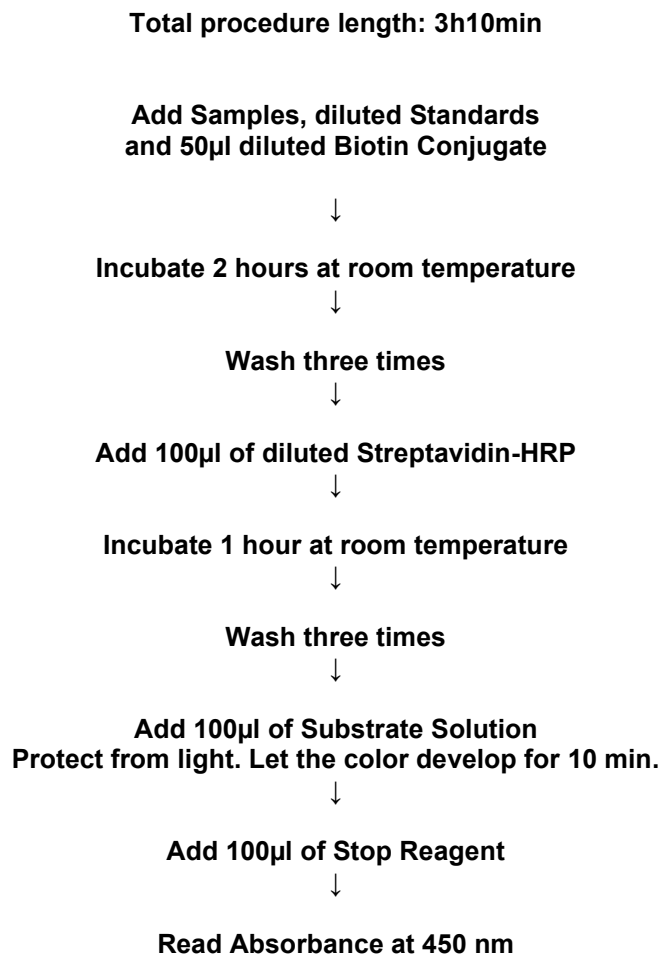 Total procedure length: 3h10min
Add Samples, diluted Standards
and 50µl diluted Biotin Conjugate
↓
Incubate 2 hours at room temperature
↓
Wash three times
↓
Add 100µl of diluted Streptavidin-HRP
↓
Incubate 1 hour at room temperature
↓
Wash three times
↓
Add 100µl of Substrate Solution
Protect from light. Let the color develop for 10 min.
↓
Add 100µl of Stop Reagent
↓
Read Absorbance at 450 nm